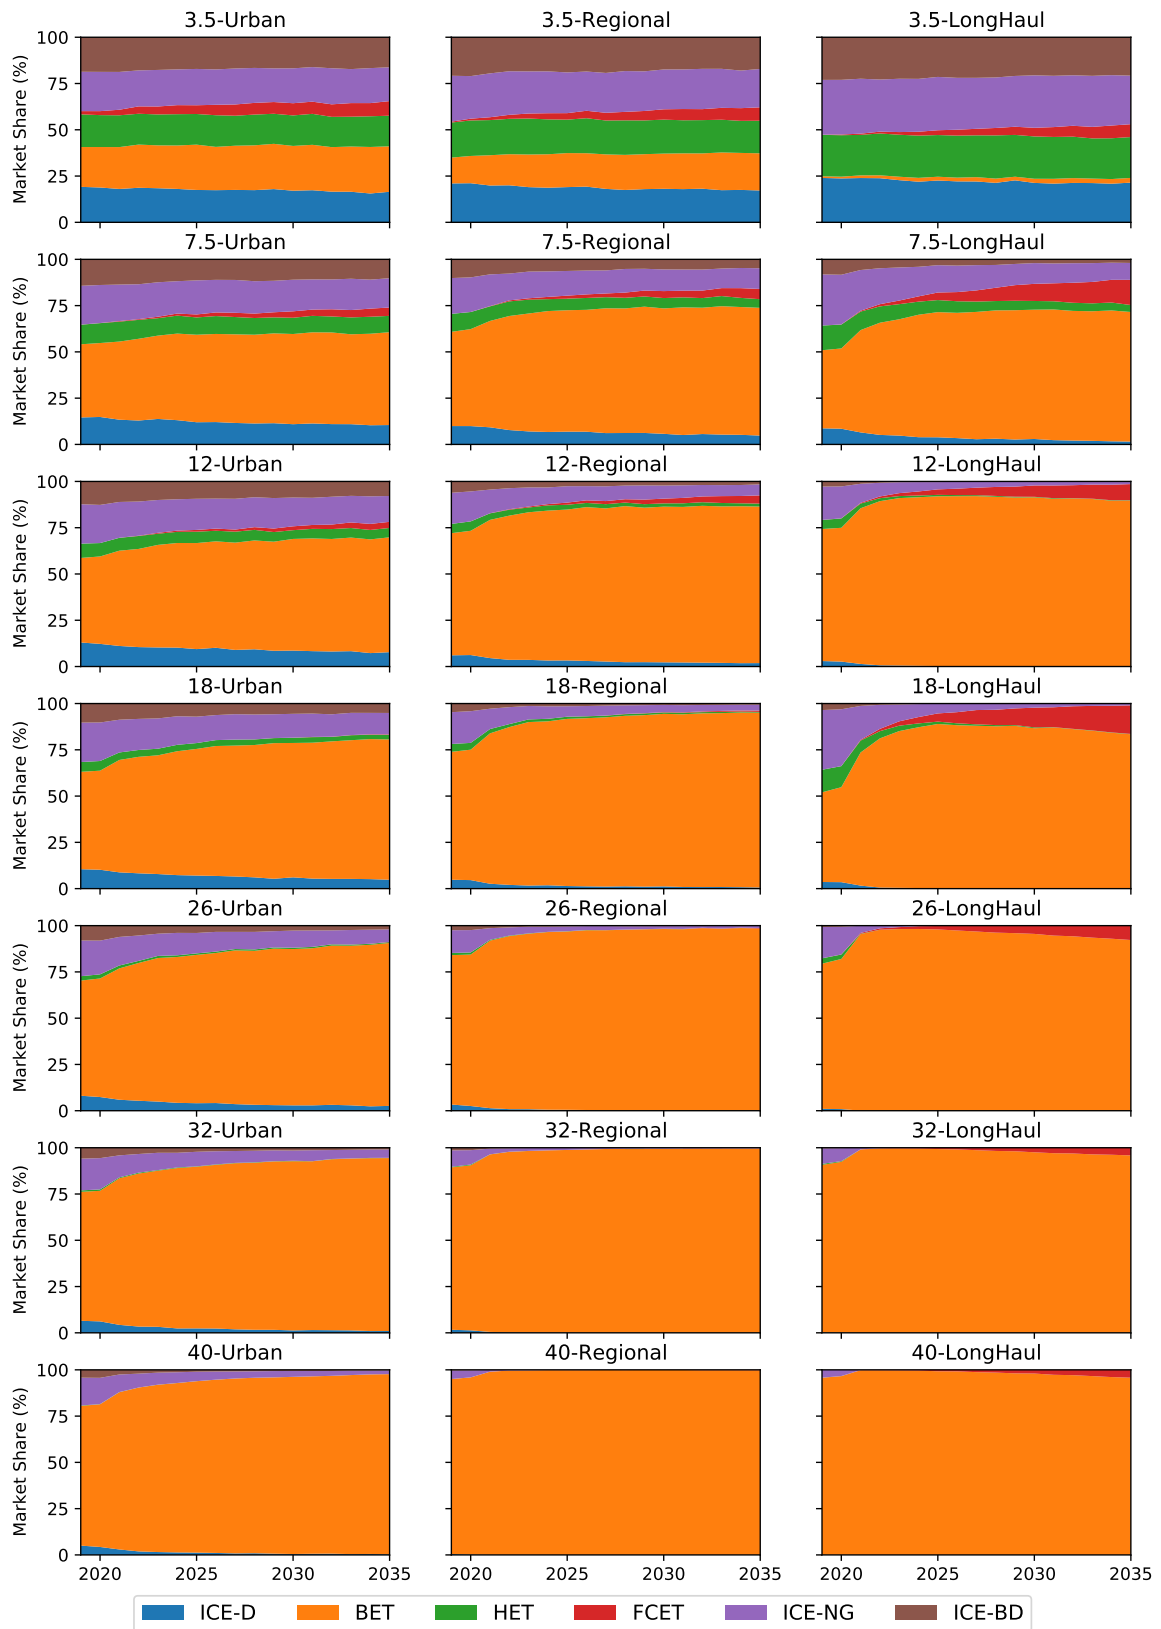 3.5-Urban 3.5-Regional 3.5-LongHaul
100
75
50
25
0
Market Share (%)
7.5-Urban 7.5-Regional 7.5-LongHaul
100
75
50
25
0
Market Share (%)
12-Urban 12-Regional 12-LongHaul
100
75
50
25
0
Market Share (%)
18-Urban 18-Regional 18-LongHaul
100
75
50
25
0
Market Share (%)
26-Urban 26-Regional 26-LongHaul
100
75
50
25
0
Market Share (%)
32-Urban 32-Regional 32-LongHaul
100
75
50
25
0
Market Share (%)
40-Urban 40-Regional 40-LongHaul
100
75
50
25
0
Market Share (%)
2020 2025 2030 2035 2020 2025 2030 2035 2020 2025 2030 2035
ICE-D BET HET FCET ICE-NG ICE-BD